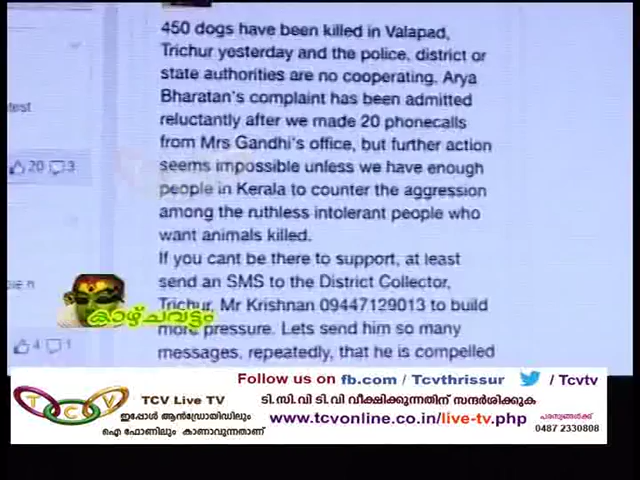 450 dogs have been killed in Valapad,
Trichur yesterday and the police, district or
state authorities are no cooperating. Arya
Bharatan's complaint has been admitted
reluctantly after we made 20 phonecalls
from Mrs Gandhi's office, but further action
seems impossible unless we have enough
people in Kerala to counter the aggression
among the ruthless intolerant people who
want animals killed.
If you cant be there to support, at least
send an SMS to the District Collector,
Trichur, Mr Krishnan 09447129013 to build
more pressure. Lets send him so many
messages, repeatedly, that he is compelled
20 3
4 1
കാഴ്ചവട്ടം
Follow us on fb.com / Tcvthrissur / Tcvtv
TCV
TCV Live TV
ഇപ്പോൾ ആൻഡ്രോയിഡിലും
ഐ ഫോണിലും കാണാവുന്നതാണ്
ടി.സി.വി ടി.വി വീക്ഷിക്കുന്നതിന് സന്ദർശിക്കുക
www.tcvonline.co.in/live-tv.php
പരസ്യങ്ങൾക്ക്
0487 2330808